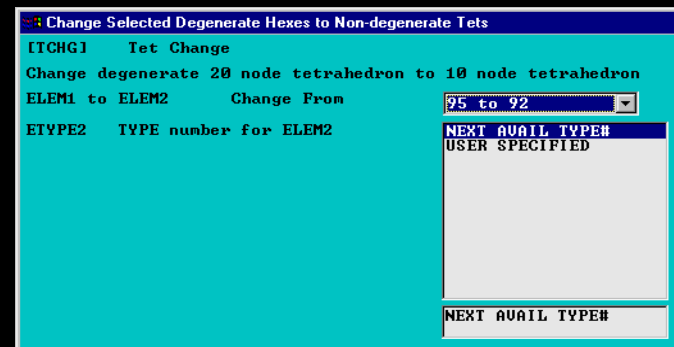 Change Selected Degenerate Hexes to Non-degenerate Tets
[TCHG] Tet Change
Change degenerate 20 node tetrahedron to 10 node tetrahedron
ELEM1 to ELEM2 Change From 95 to 92
ETYPE2 TYPE number for ELEM2 NEXT AVAIL TYPE#
USER SPECIFIED
NEXT AVAIL TYPE#